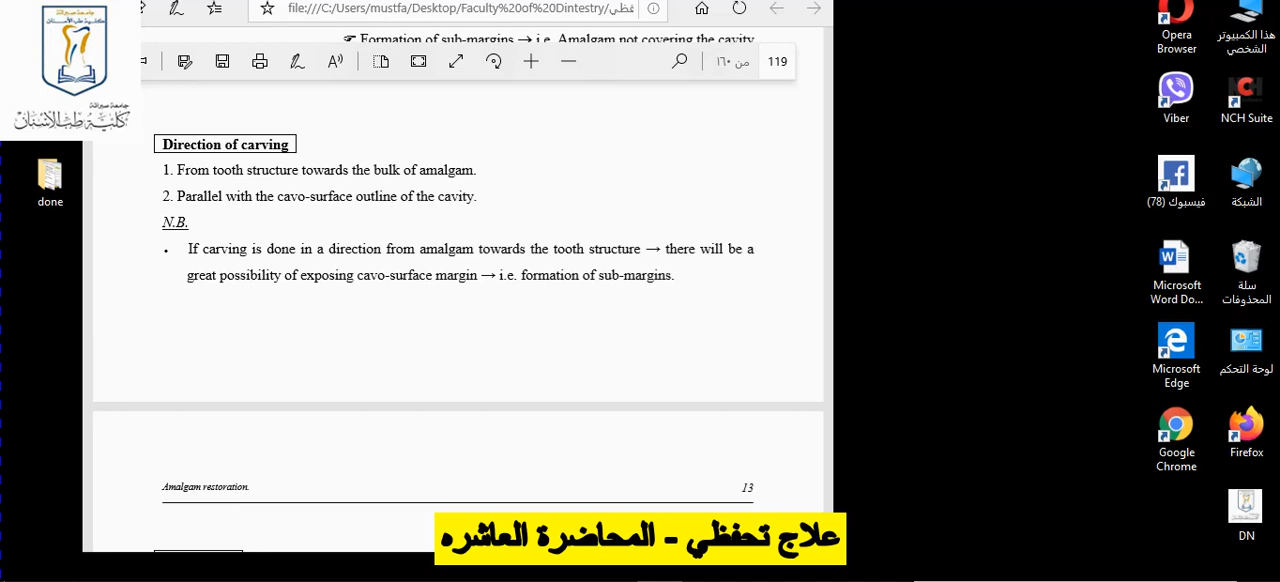 file:///C:/Users/mustfa/Desktop/Faculty%20of%20Dintestry/
☞ Formation of sub-margins → i.e. Amalgam not covering the cavity
119
من ١٦٠
جامعة صبراتة
كلية طب الأسنان
Direction of carving
1. From tooth structure towards the bulk of amalgam.
2. Parallel with the cavo-surface outline of the cavity.
N.B.
• If carving is done in a direction from amalgam towards the tooth structure → there will be a
great possibility of exposing cavo-surface margin → i.e. formation of sub-margins.
Amalgam restoration.
13
علاج تحفظي - المحاضرة العاشره
done
Opera
Browser
هذا الكمبيوتر
الشخصي
Viber
NCH Suite
فيسبوك (78)
الشبكة
Microsoft
Word Do...
سلة
المحذوفات
Microsoft
Edge
لوحة التحكم
Google
Chrome
Firefox
DN